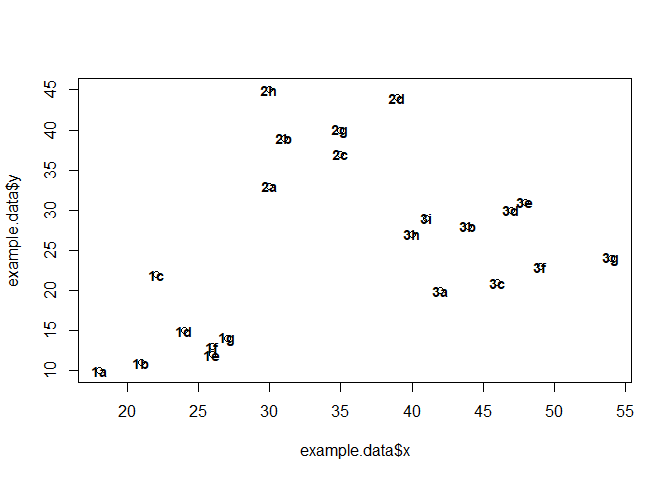 45
40
35
30
25
20
15
10
example.data$y
2h
2d
2b
2g
2c
2a
3i
3h
3b
3d
3e
3a
3c
3f
3g
1c
1d
1g
1f
1e
1b
1a
20 25 30 35 40 45 50 55
example.data$x